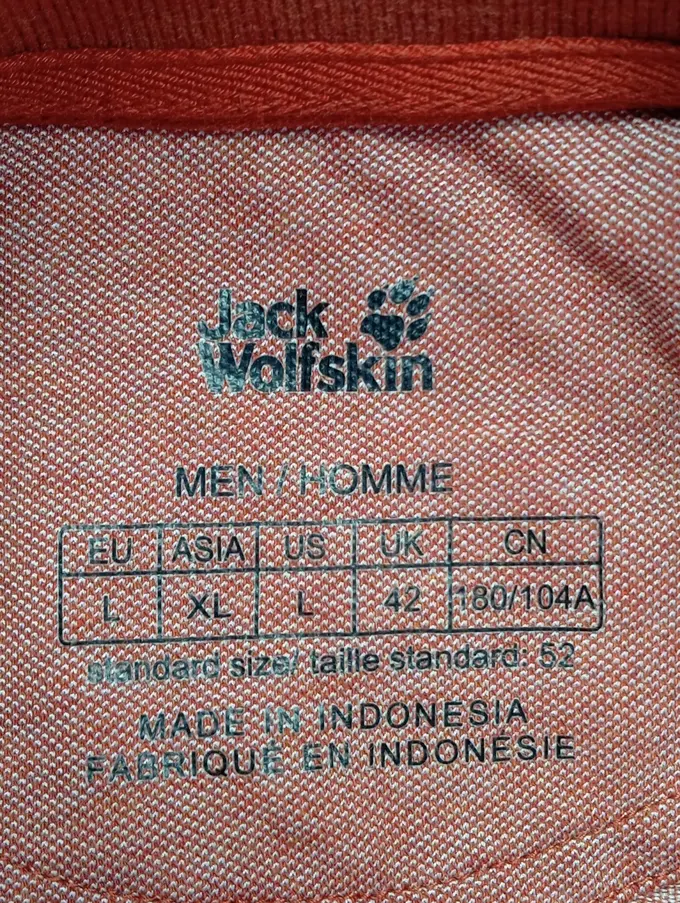 Jack
Wolfskin
MEN / HOMME
EU ASIA US UK CN
L XL L 42 180/104A
standard size/ taille standard: 52
MADE IN INDONESIA
FABRIQUÉ EN INDONÉSIE